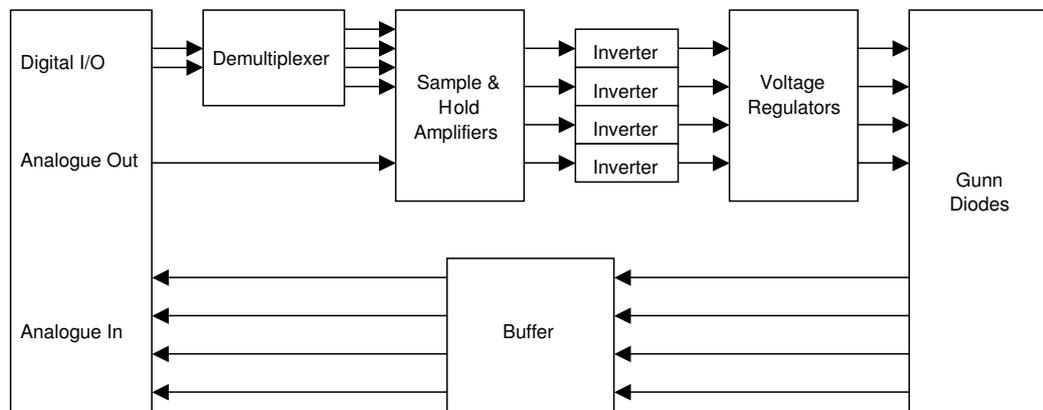 Digital I/O
Demultiplexer
Sample &
Hold
Amplifiers
Inverter
Inverter
Inverter
Inverter
Voltage
Regulators
Analogue Out
Gunn
Diodes
Analogue In
Buffer